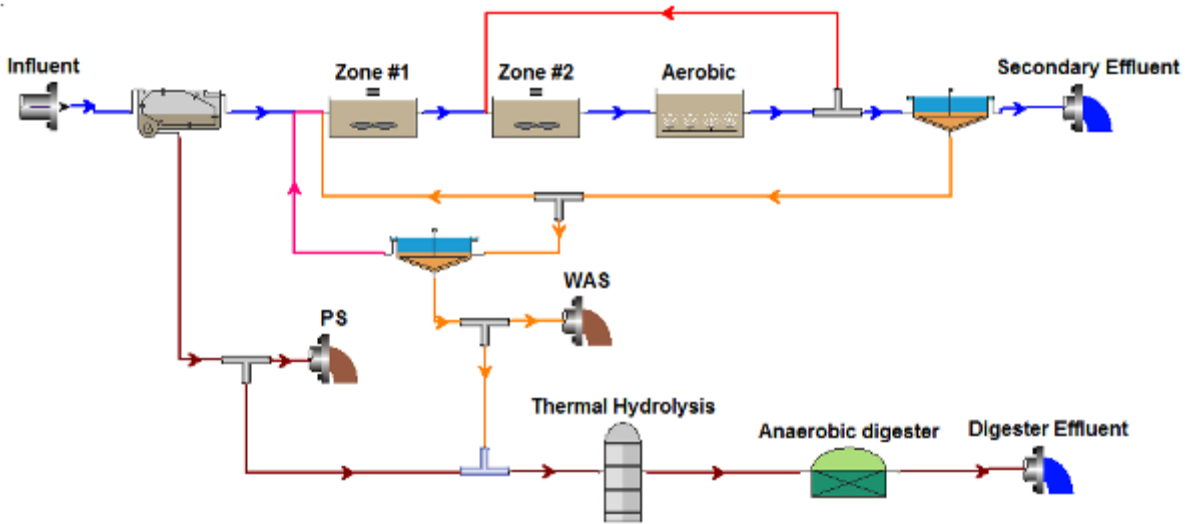 Influent
Zone #1
Zone #2
Aerobic
Secondary Effluent
WAS
PS
Thermal Hydrolysis
Anaerobic digester
Digester Effluent